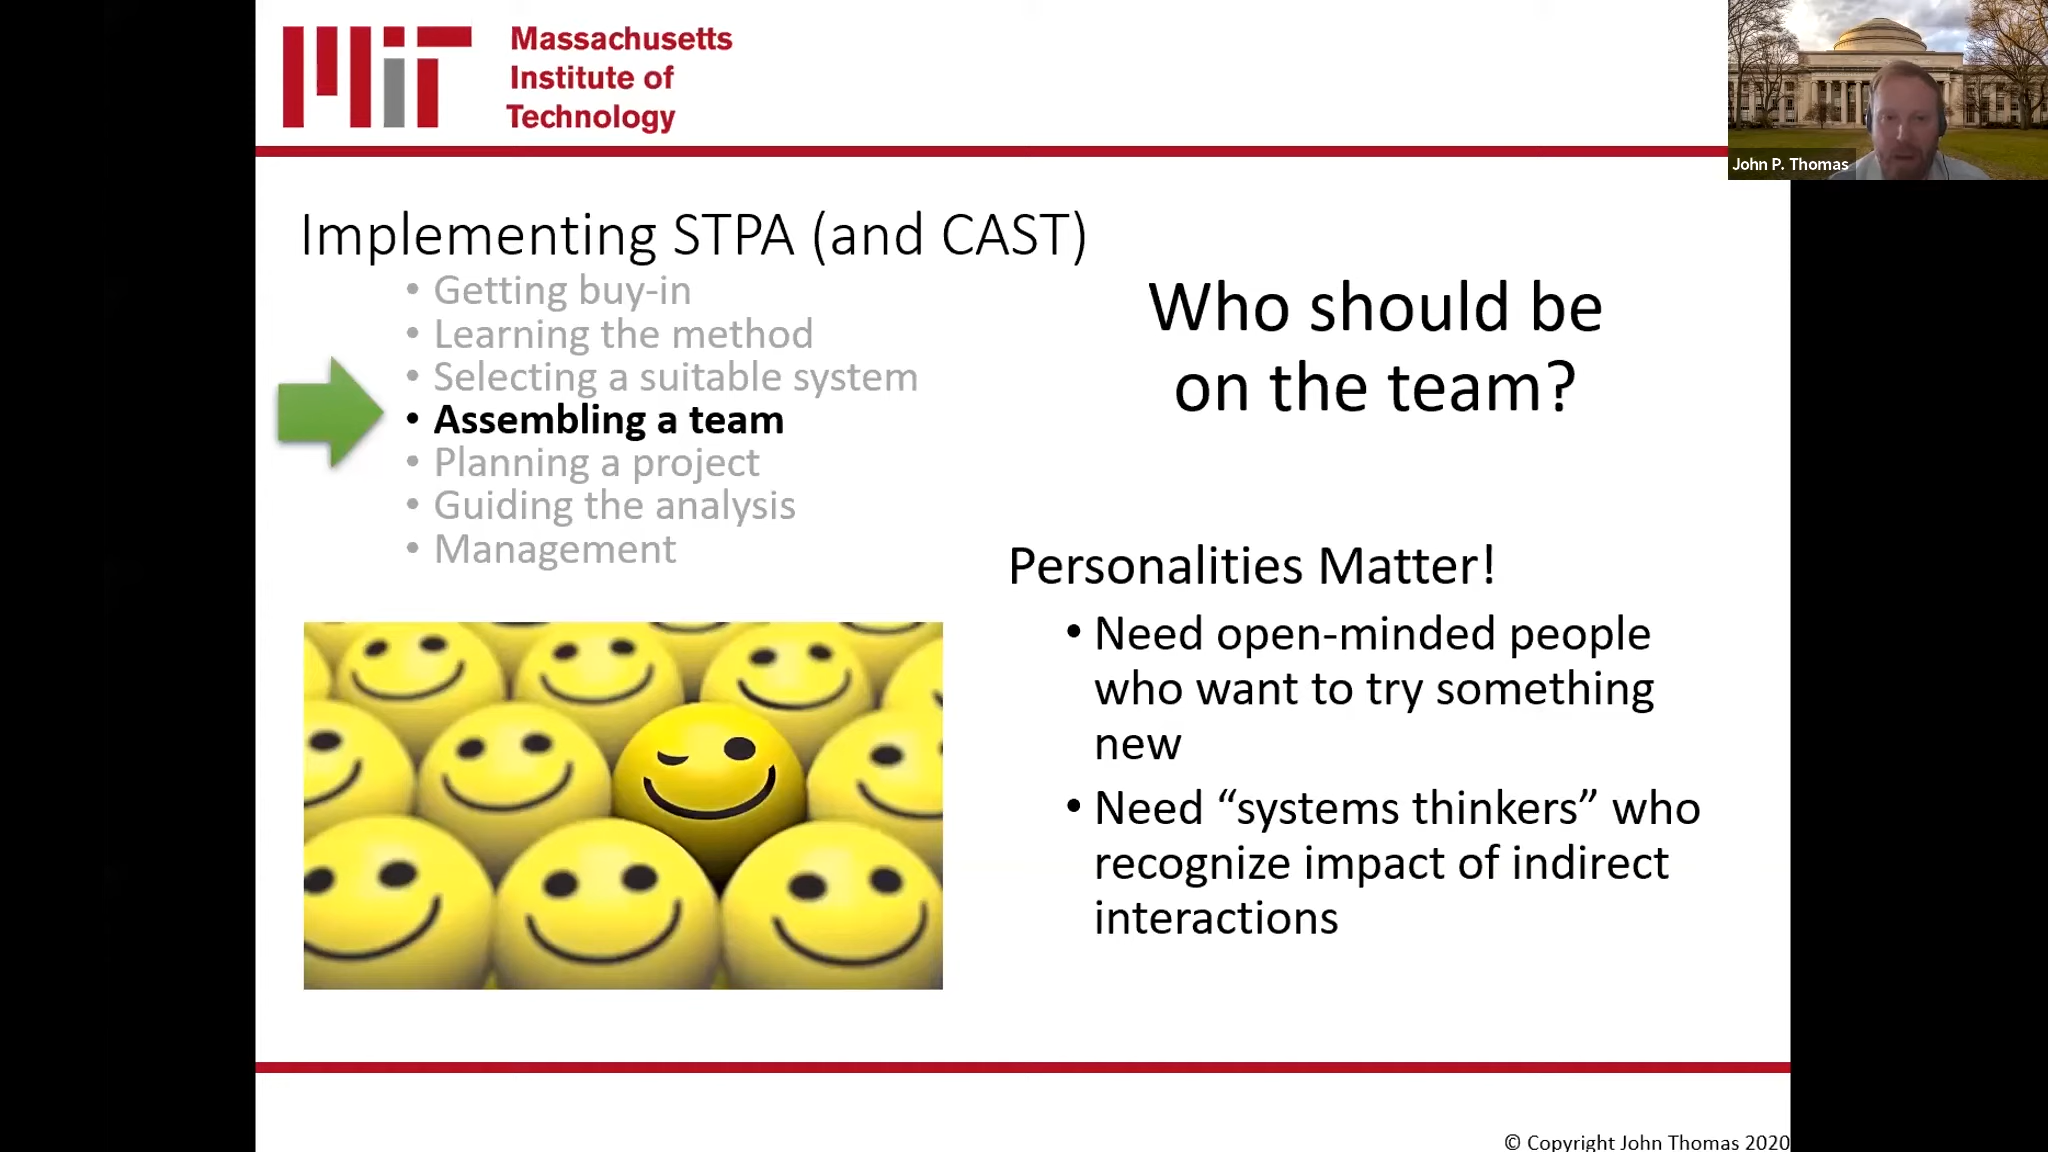 Massachusetts
Institute of
Technology
John P. Thomas
Implementing STPA (and CAST)
• Getting buy-in
• Learning the method
• Selecting a suitable system
• Assembling a team
• Planning a project
• Guiding the analysis
• Management
Who should be
on the team?
Personalities Matter!
• Need open-minded people
who want to try something
new
• Need “systems thinkers” who
recognize impact of indirect
interactions
© Copyright John Thomas 2020